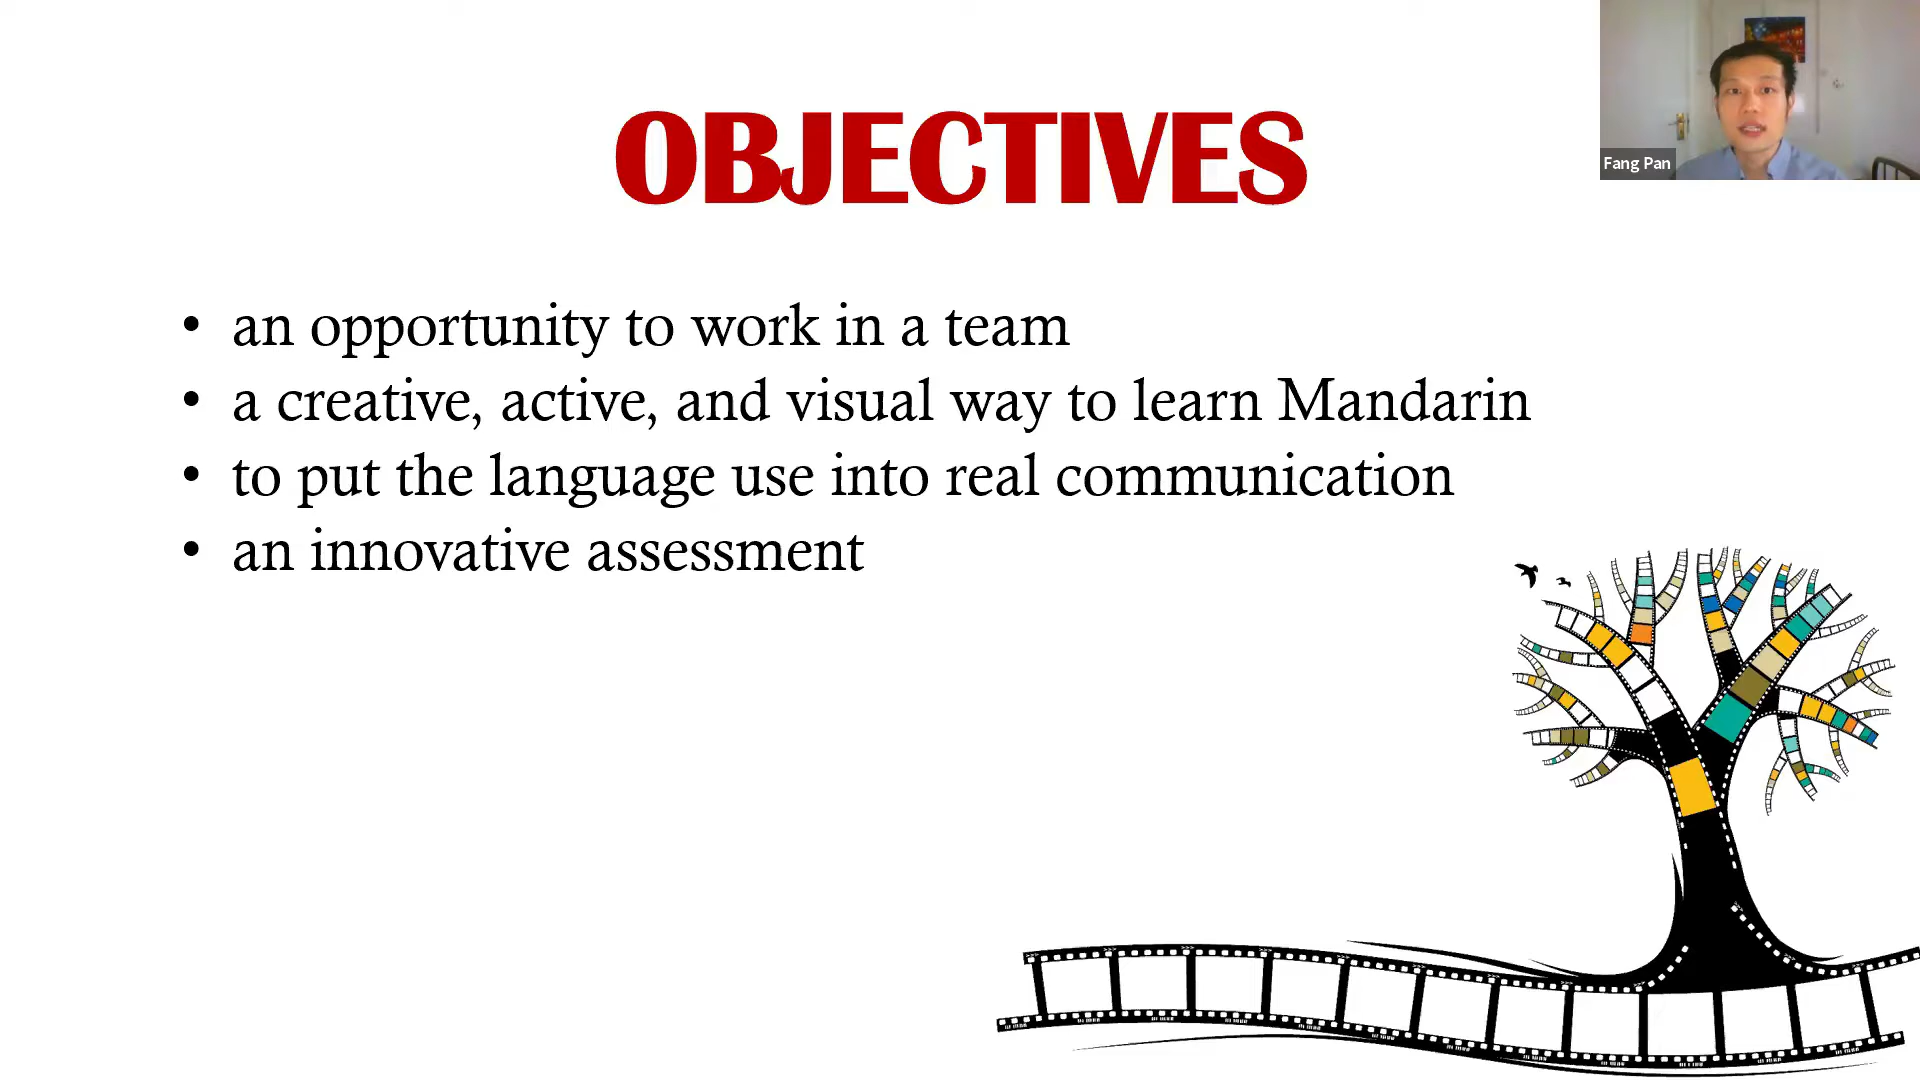 OBJECTIVES
Fang Pan
• an opportunity to work in a team
• a creative, active, and visual way to learn Mandarin
• to put the language use into real communication
• an innovative assessment